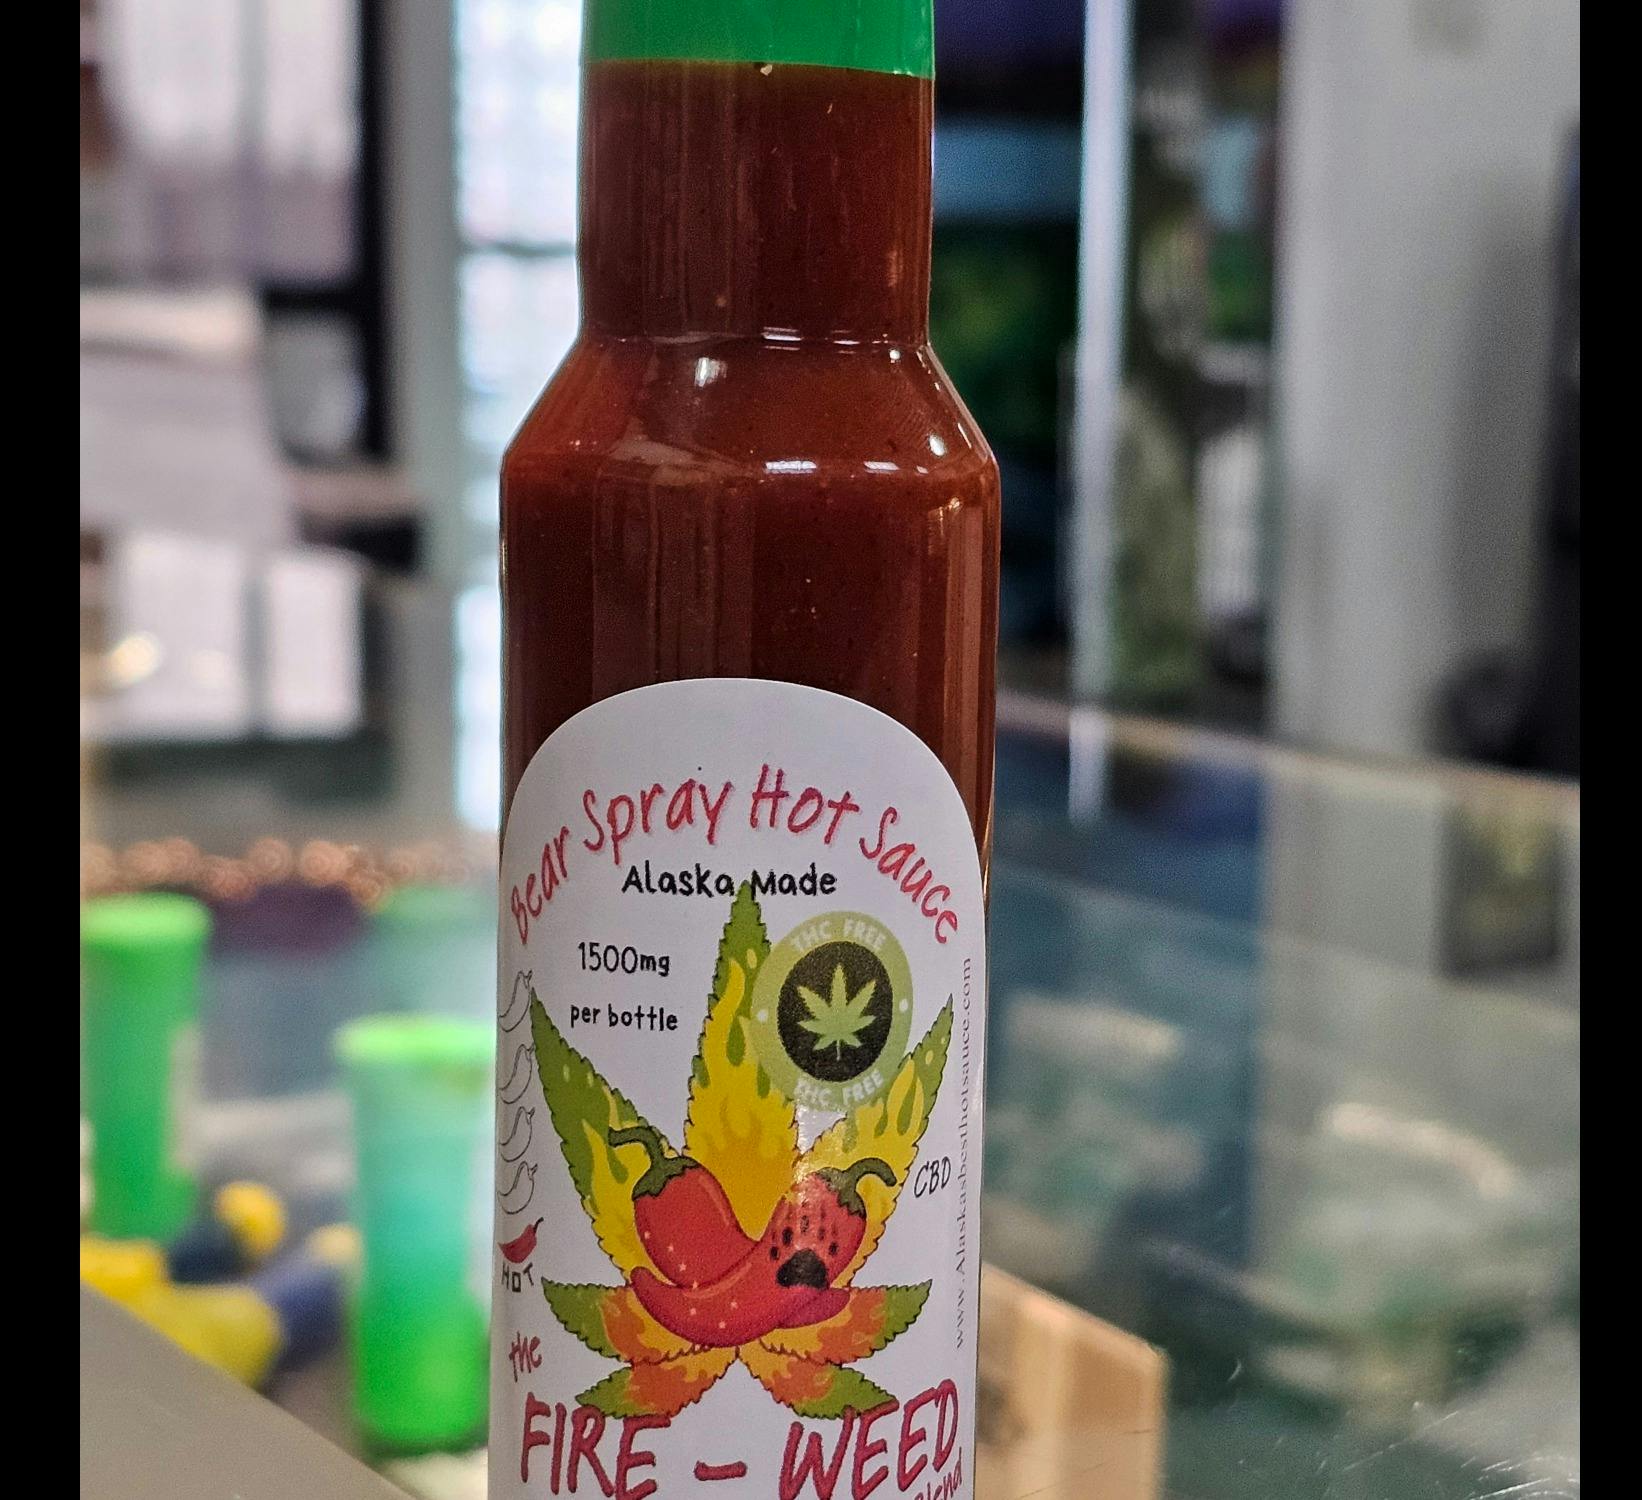 Bear Spray Hot Sauce
Alaska Made
1500mg
per bottle
THC FREE
THC FREE
CBD
www.Alaskabesthotsauce.com
HOT
the
FIRE - WEED
Blend